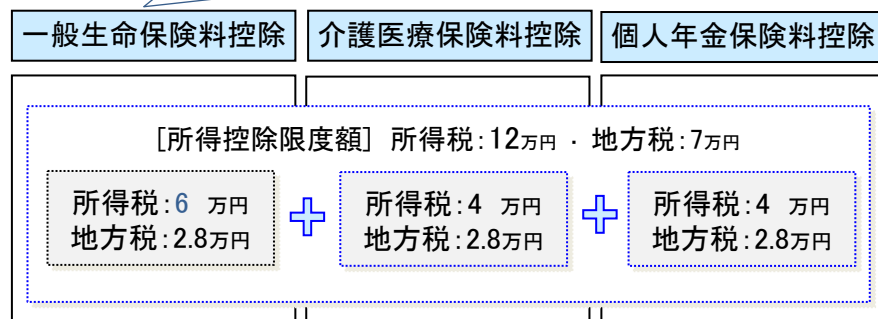 一般生命保険料控除
介護医療保険料控除
個人年金保険料控除
[所得控除限度額] 所得税:12万円 ・ 地方税:7万円
所得税:6 万円
地方税:2.8万円
所得税:4 万円
地方税:2.8万円
所得税:4 万円
地方税:2.8万円